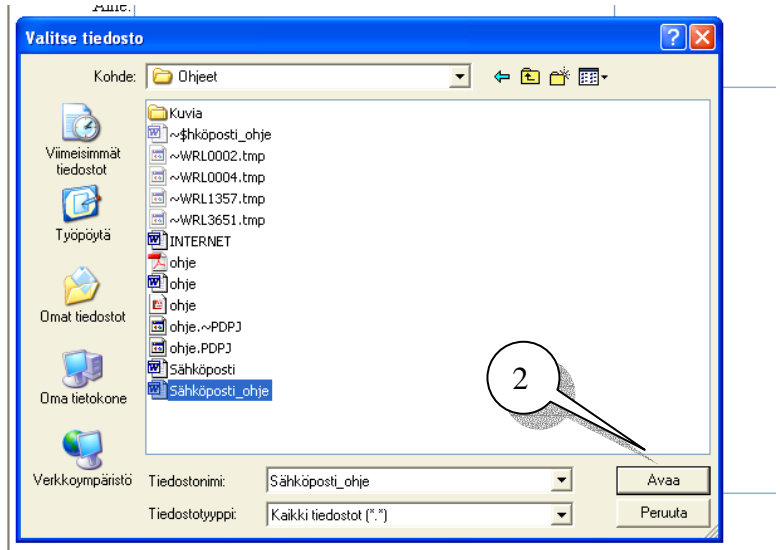 Aihe:
Valitse tiedosto
Kohde: Ohjeet
Viimeisimmät
tiedostot
Työpöytä
Omat tiedostot
Oma tietokone
Verkkoympäristö
Kuvia
~$hköposti_ohje
~WRL0002.tmp
~WRL0004.tmp
~WRL1357.tmp
~WRL3651.tmp
INTERNET
ohje
ohje
ohje
ohje.~PDPJ
ohje.PDPJ
Sähköposti
Sähköposti_ohje
2
Tiedostonimi: Sähköposti_ohje Avaa
Tiedostotyyppi: Kaikki tiedostot (*.*) Peruuta